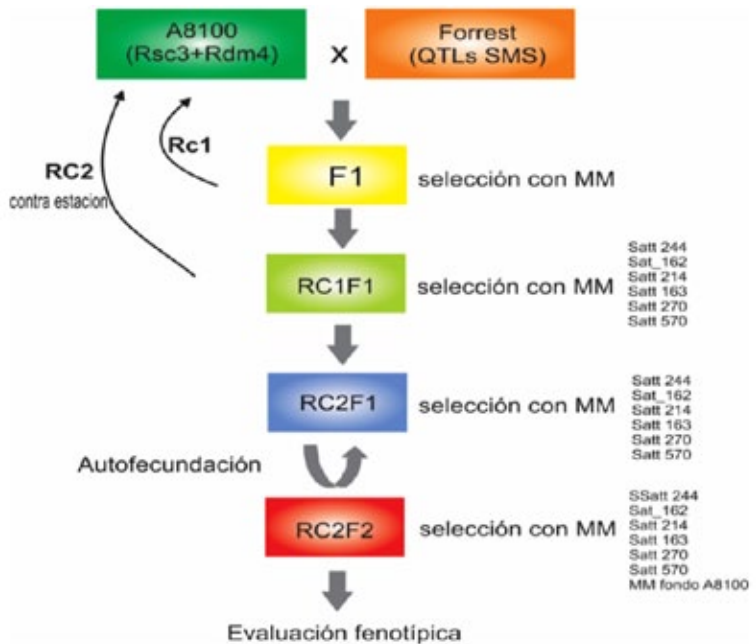 A8100
(Rsc3+Rdm4)
x
Forrest
(QTLs SMS)
Rc1
RC2
contra estacion
F1
selección con MM
RC1F1
selección con MM
Satt 244
Sat_162
Satt 214
Satt 163
Satt 270
Satt 570
RC2F1
selección con MM
Satt 244
Sat_162
Satt 214
Satt 163
Satt 270
Satt 570
Autofecundación
RC2F2
selección con MM
SSatt 244
Sat_162
Satt 214
Satt 163
Satt 270
Satt 570
MM fondo A8100
Evaluación fenotípica